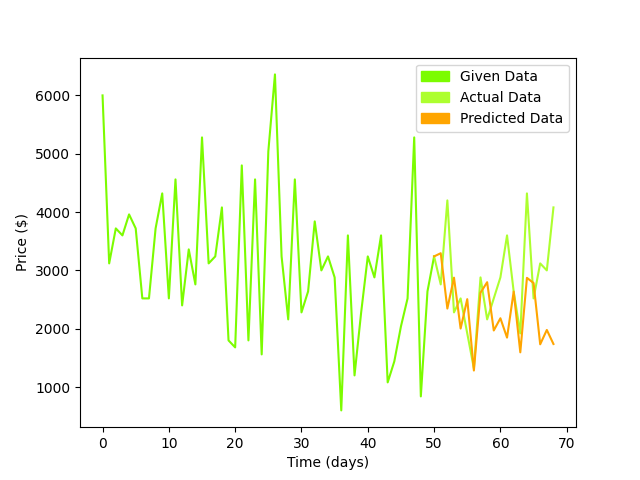 Given Data
Actual Data
Predicted Data
6000
5000
4000
3000
2000
1000
Price ($)
0 10 20 30 40 50 60 70
Time (days)